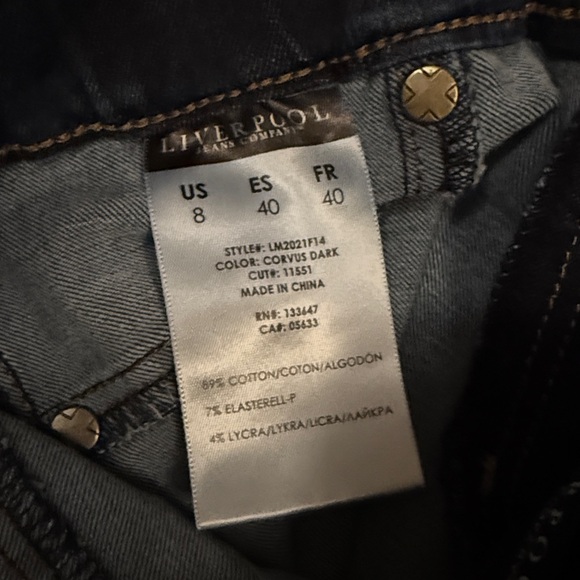 LIVERPOOL
JEANS COMPANY
US ES FR
8 40 40
STYLE#: LM2021F14
COLOR: CORVUS DARK
CUT#: 11551
MADE IN CHINA
RN#: 133647
CA#: 05633
89% COTTON/COTON/ALGODÓN
7% ELASTERELL-P
4% LYCRA/LYKRA/LICRA/ЛАЙКРА